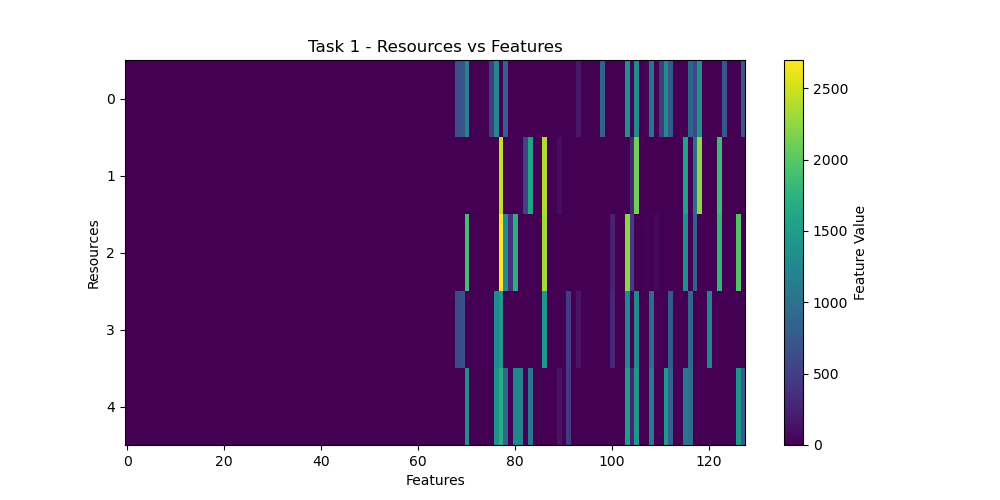 Task 1 - Resources vs Features
Resources
0
1
2
3
4
0 20 40 60 80 100 120
Features
2500
2000
1500
1000
500
0
Feature Value